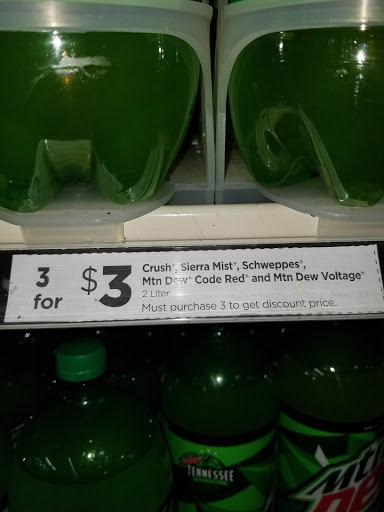 3 for
$3
Crush®, Sierra Mist®, Schweppes®,
Mtn Dew® Code Red® and Mtn Dew Voltage®
2 Liter
Must purchase 3 to get discount price.
TENNESSEE
Mtn